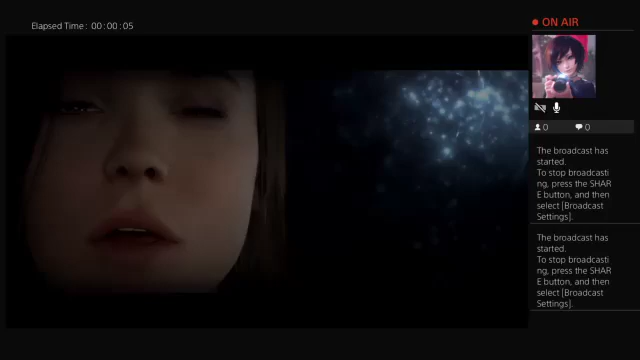 Elapsed Time: 00:00:05
ON AIR
0
0
The broadcast has
started.
To stop broadcasti
ng, press the SHAR
E button, and then
select [Broadcast
Settings].
The broadcast has
started.
To stop broadcasti
ng, press the SHAR
E button, and then
select [Broadcast
Settings].